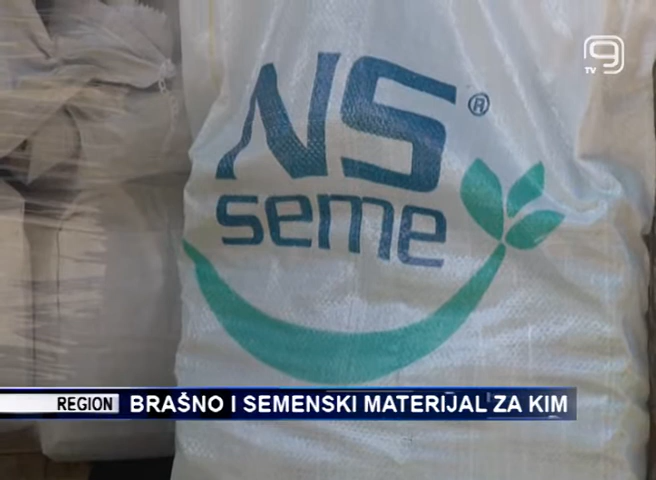 9
TV
NS®
seme
REGION BRAŠNO I SEMENSKI MATERIJAL ZA KIM